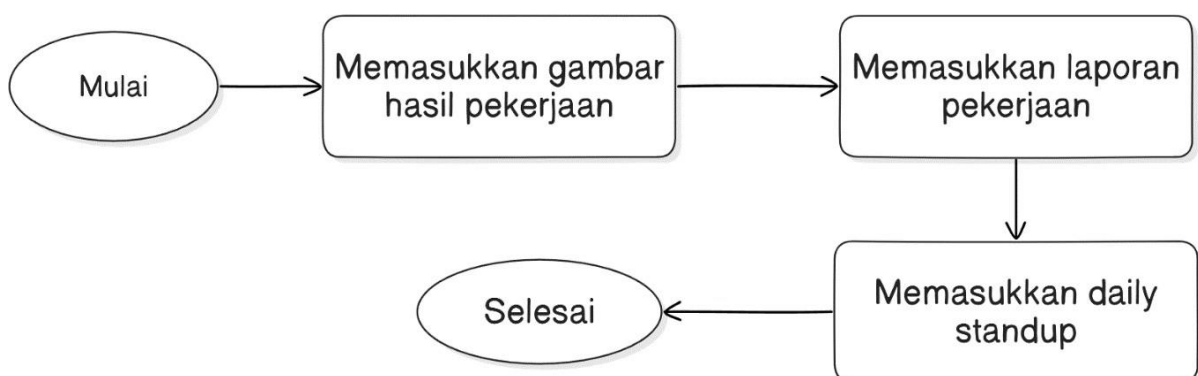 Mulai
Memasukkan gambar
hasil pekerjaan
Memasukkan laporan
pekerjaan
Memasukkan daily
standup
Selesai